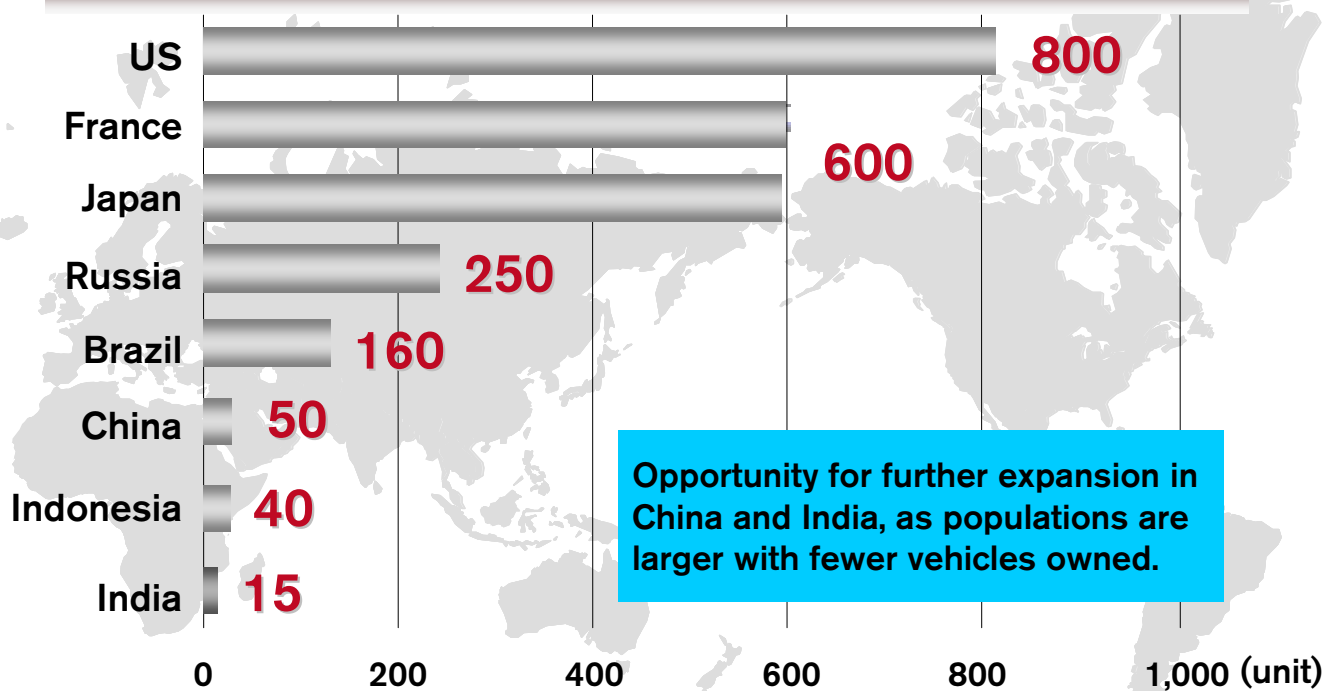 US 800
France
600
Japan
Russia 250
Brazil 160
China 50
Indonesia 40
India 15
Opportunity for further expansion in
China and India, as populations are
larger with fewer vehicles owned.
0 200 400 600 800 1,000 (unit)